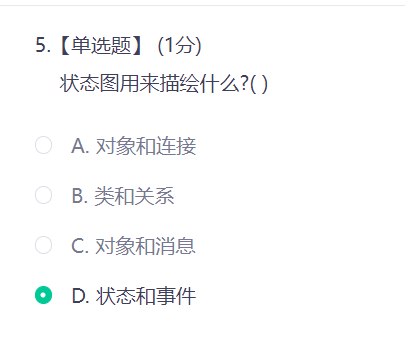 5.【单选题】 (1分)
状态图用来描绘什么?( )
A. 对象和连接
B. 类和关系
C. 对象和消息
D. 状态和事件